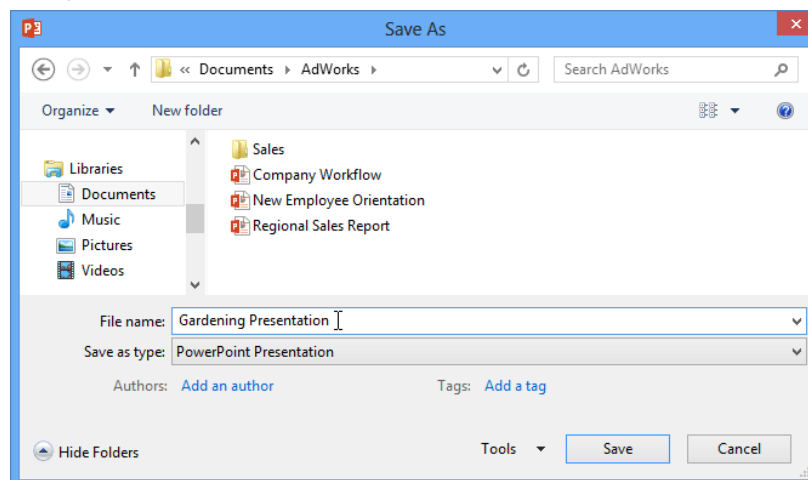 P3 Save As
« Documents AdWorks Search AdWorks
Organize New folder
Libraries
Documents
Music
Pictures
Videos
Sales
Company Workflow
New Employee Orientation
Regional Sales Report
File name: Gardening Presentation
Save as type: PowerPoint Presentation
Authors: Add an author Tags: Add a tag
Hide Folders Tools Save Cancel